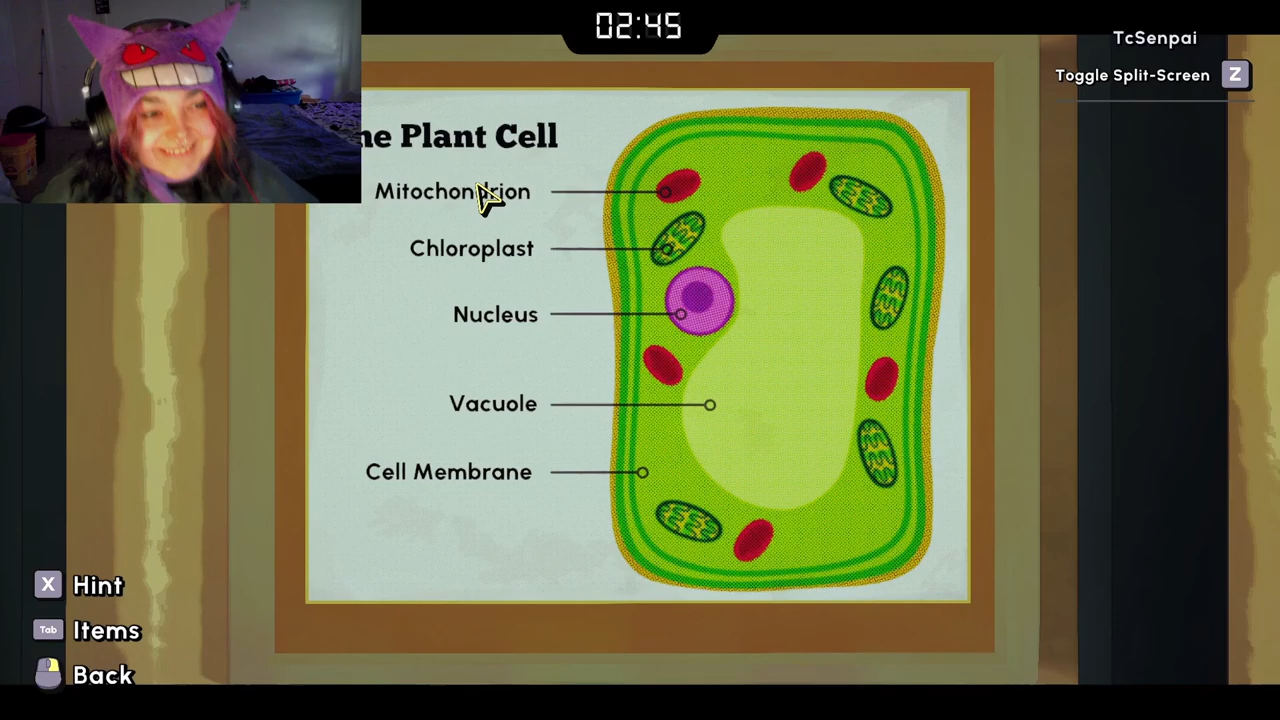 02:45
TcSenpai
Toggle Split-Screen Z
ne Plant Cell
Mitochondrion
Chloroplast
Nucleus
Vacuole
Cell Membrane
X Hint
Tab Items
Back